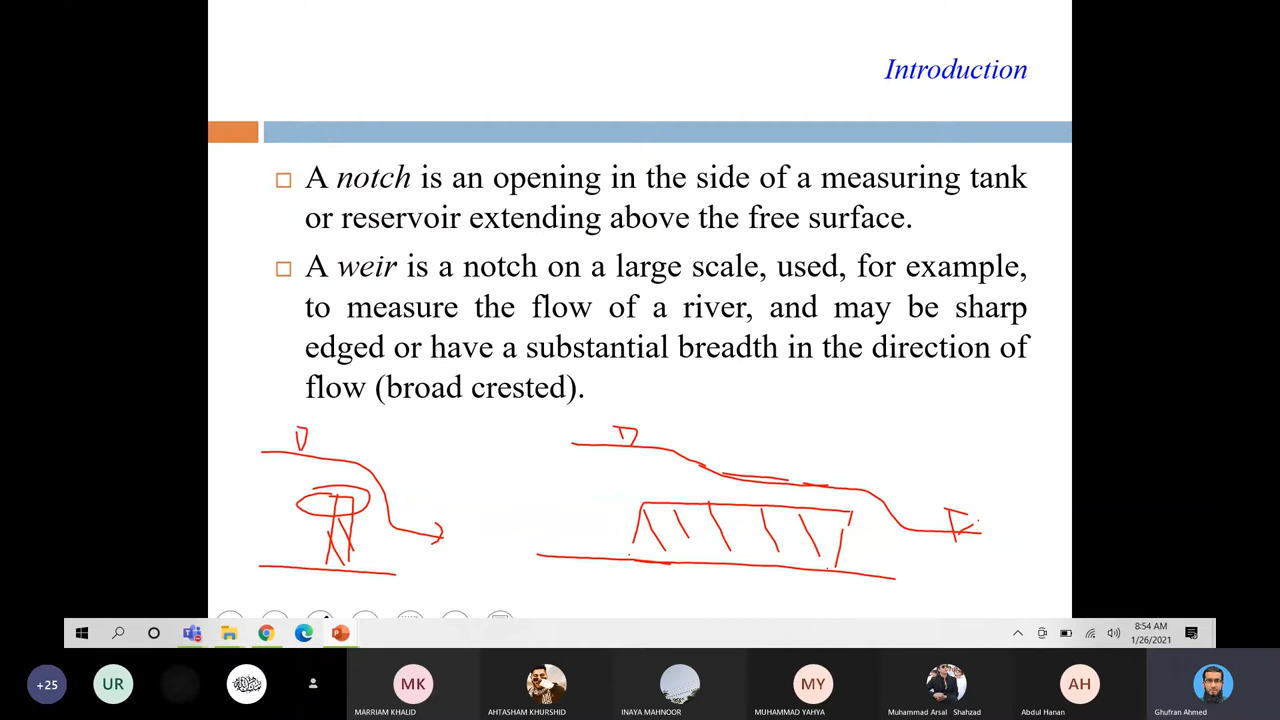 Introduction
A notch is an opening in the side of a measuring tank
or reservoir extending above the free surface.
A weir is a notch on a large scale, used, for example,
to measure the flow of a river, and may be sharp
edged or have a substantial breadth in the direction of
flow (broad crested).
8:54 AM
1/26/2021
+25
UR
MK
MY
AH
MARRIAM KHALID
AHTASHAM KHURSHID
INAYA MAHNOOR
MUHAMMAD YAHYA
Muhammad Arsal Shahzad
Abdul Hanan
Ghufran Ahmed